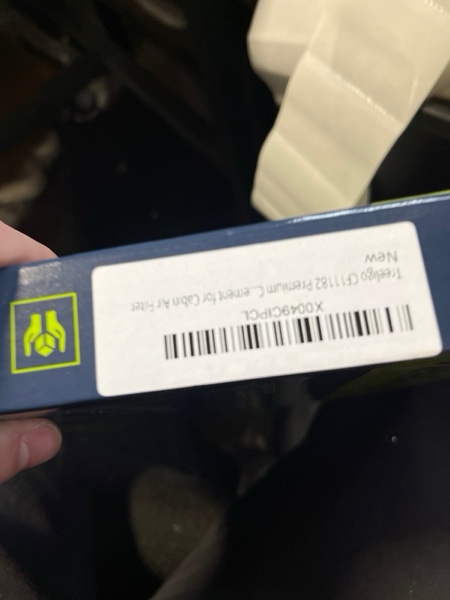 X0049CIPCL
Treeligo CF11182 Premium C...ement for Cabin Air Filter
New